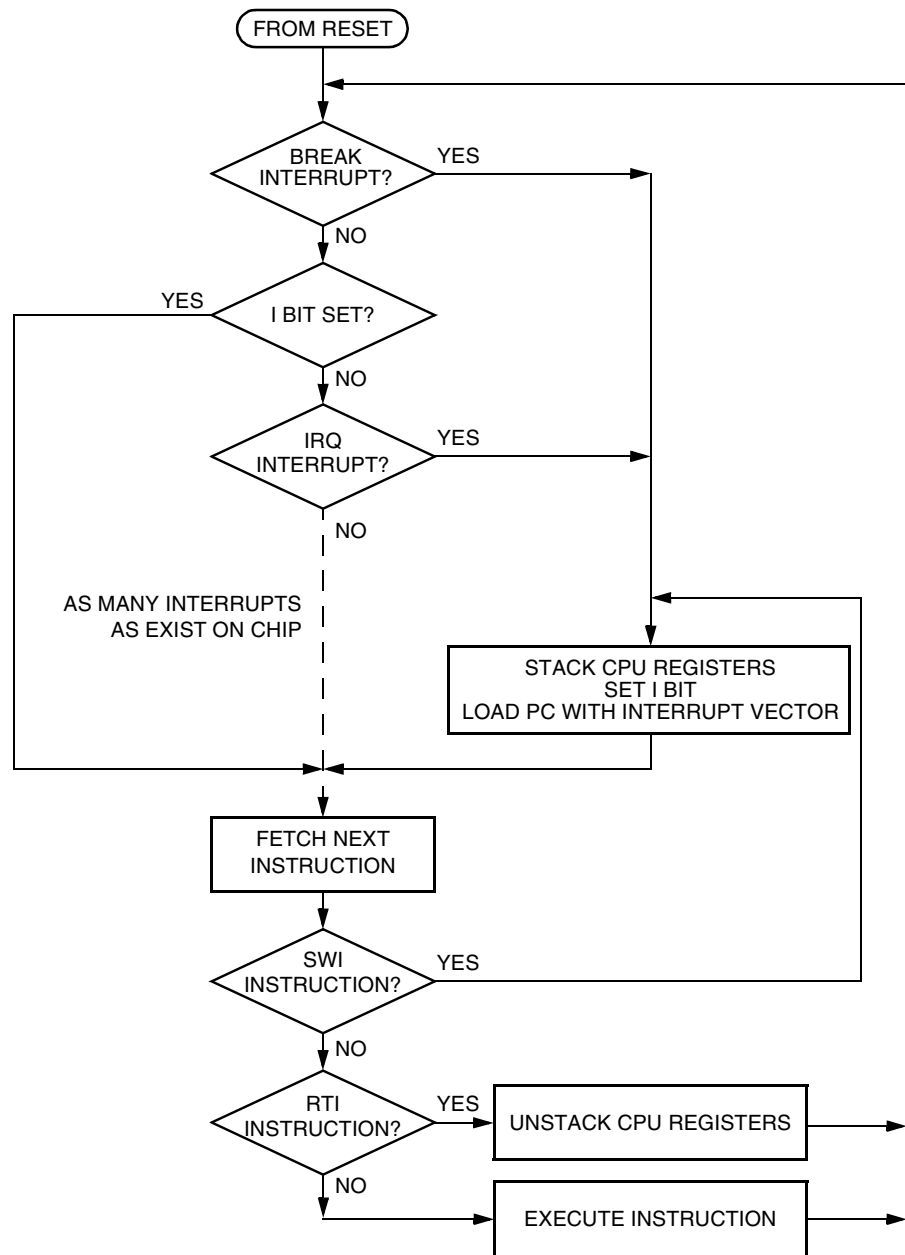 FROM RESET
BREAK
INTERRUPT?
YES
NO
YES
I BIT SET?
NO
IRQ
INTERRUPT?
YES
NO
AS MANY INTERRUPTS
AS EXIST ON CHIP
STACK CPU REGISTERS
SET I BIT
LOAD PC WITH INTERRUPT VECTOR
FETCH NEXT
INSTRUCTION
SWI
INSTRUCTION?
YES
NO
RTI
INSTRUCTION?
YES
UNSTACK CPU REGISTERS
NO
EXECUTE INSTRUCTION